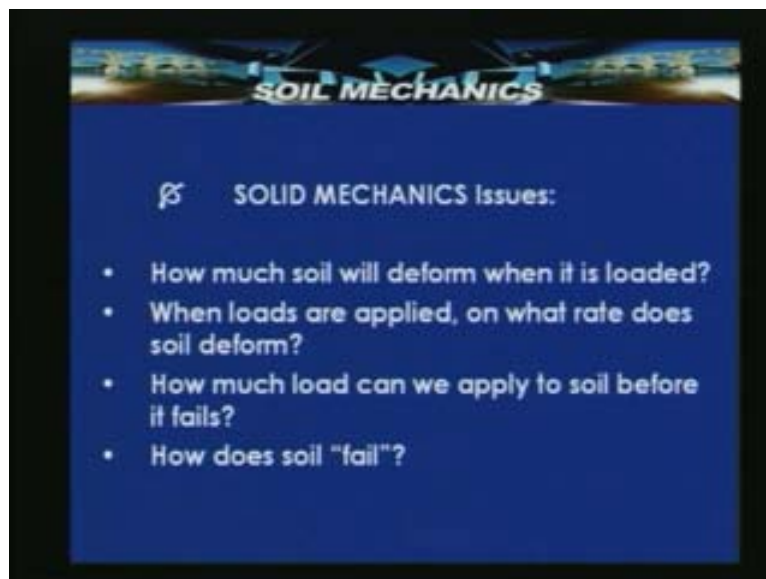 SOIL MECHANICS
SOLID MECHANICS Issues:
• How much soil will deform when it is loaded?
• When loads are applied, on what rate does
soil deform?
• How much load can we apply to soil before
it fails?
• How does soil “fail”?